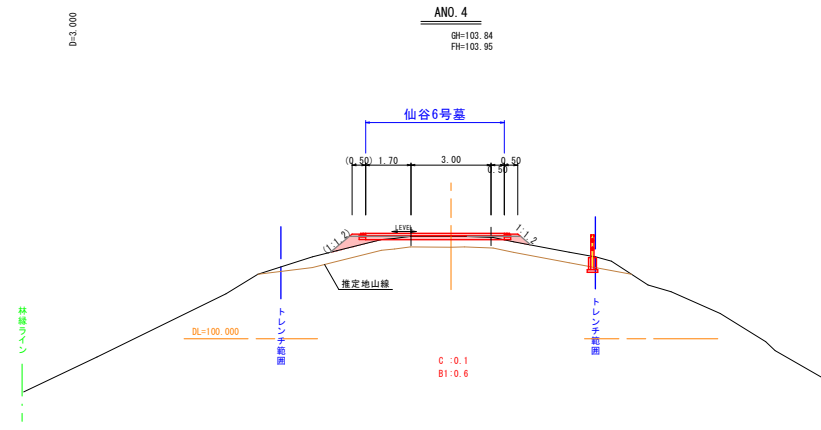 ANO.4
D=3.000
GH=103.84
FH=103.95
仙谷6号墓
(0.50)
1.70
3.00
0.50
0.50
(1:1.2)
LEVEL
1:1.2
推定地山線
林縁ライン
トレンチ範囲
トレンチ範囲
DL=100.000
C :0.1
B1:0.6